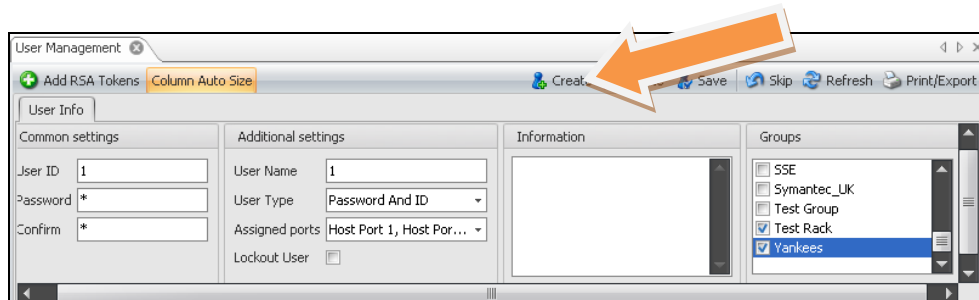 User Management
Add RSA Tokens Column Auto Size Save Skip Refresh Print/Export
User Info
Common settings Additional settings Information Groups
User ID 1 User Name 1 SSE
Password * User Type Password And ID Symantec_UK
Confirm * Assigned ports Host Port 1, Host Por... Test Group
Lockout User Test Rack
Yankees